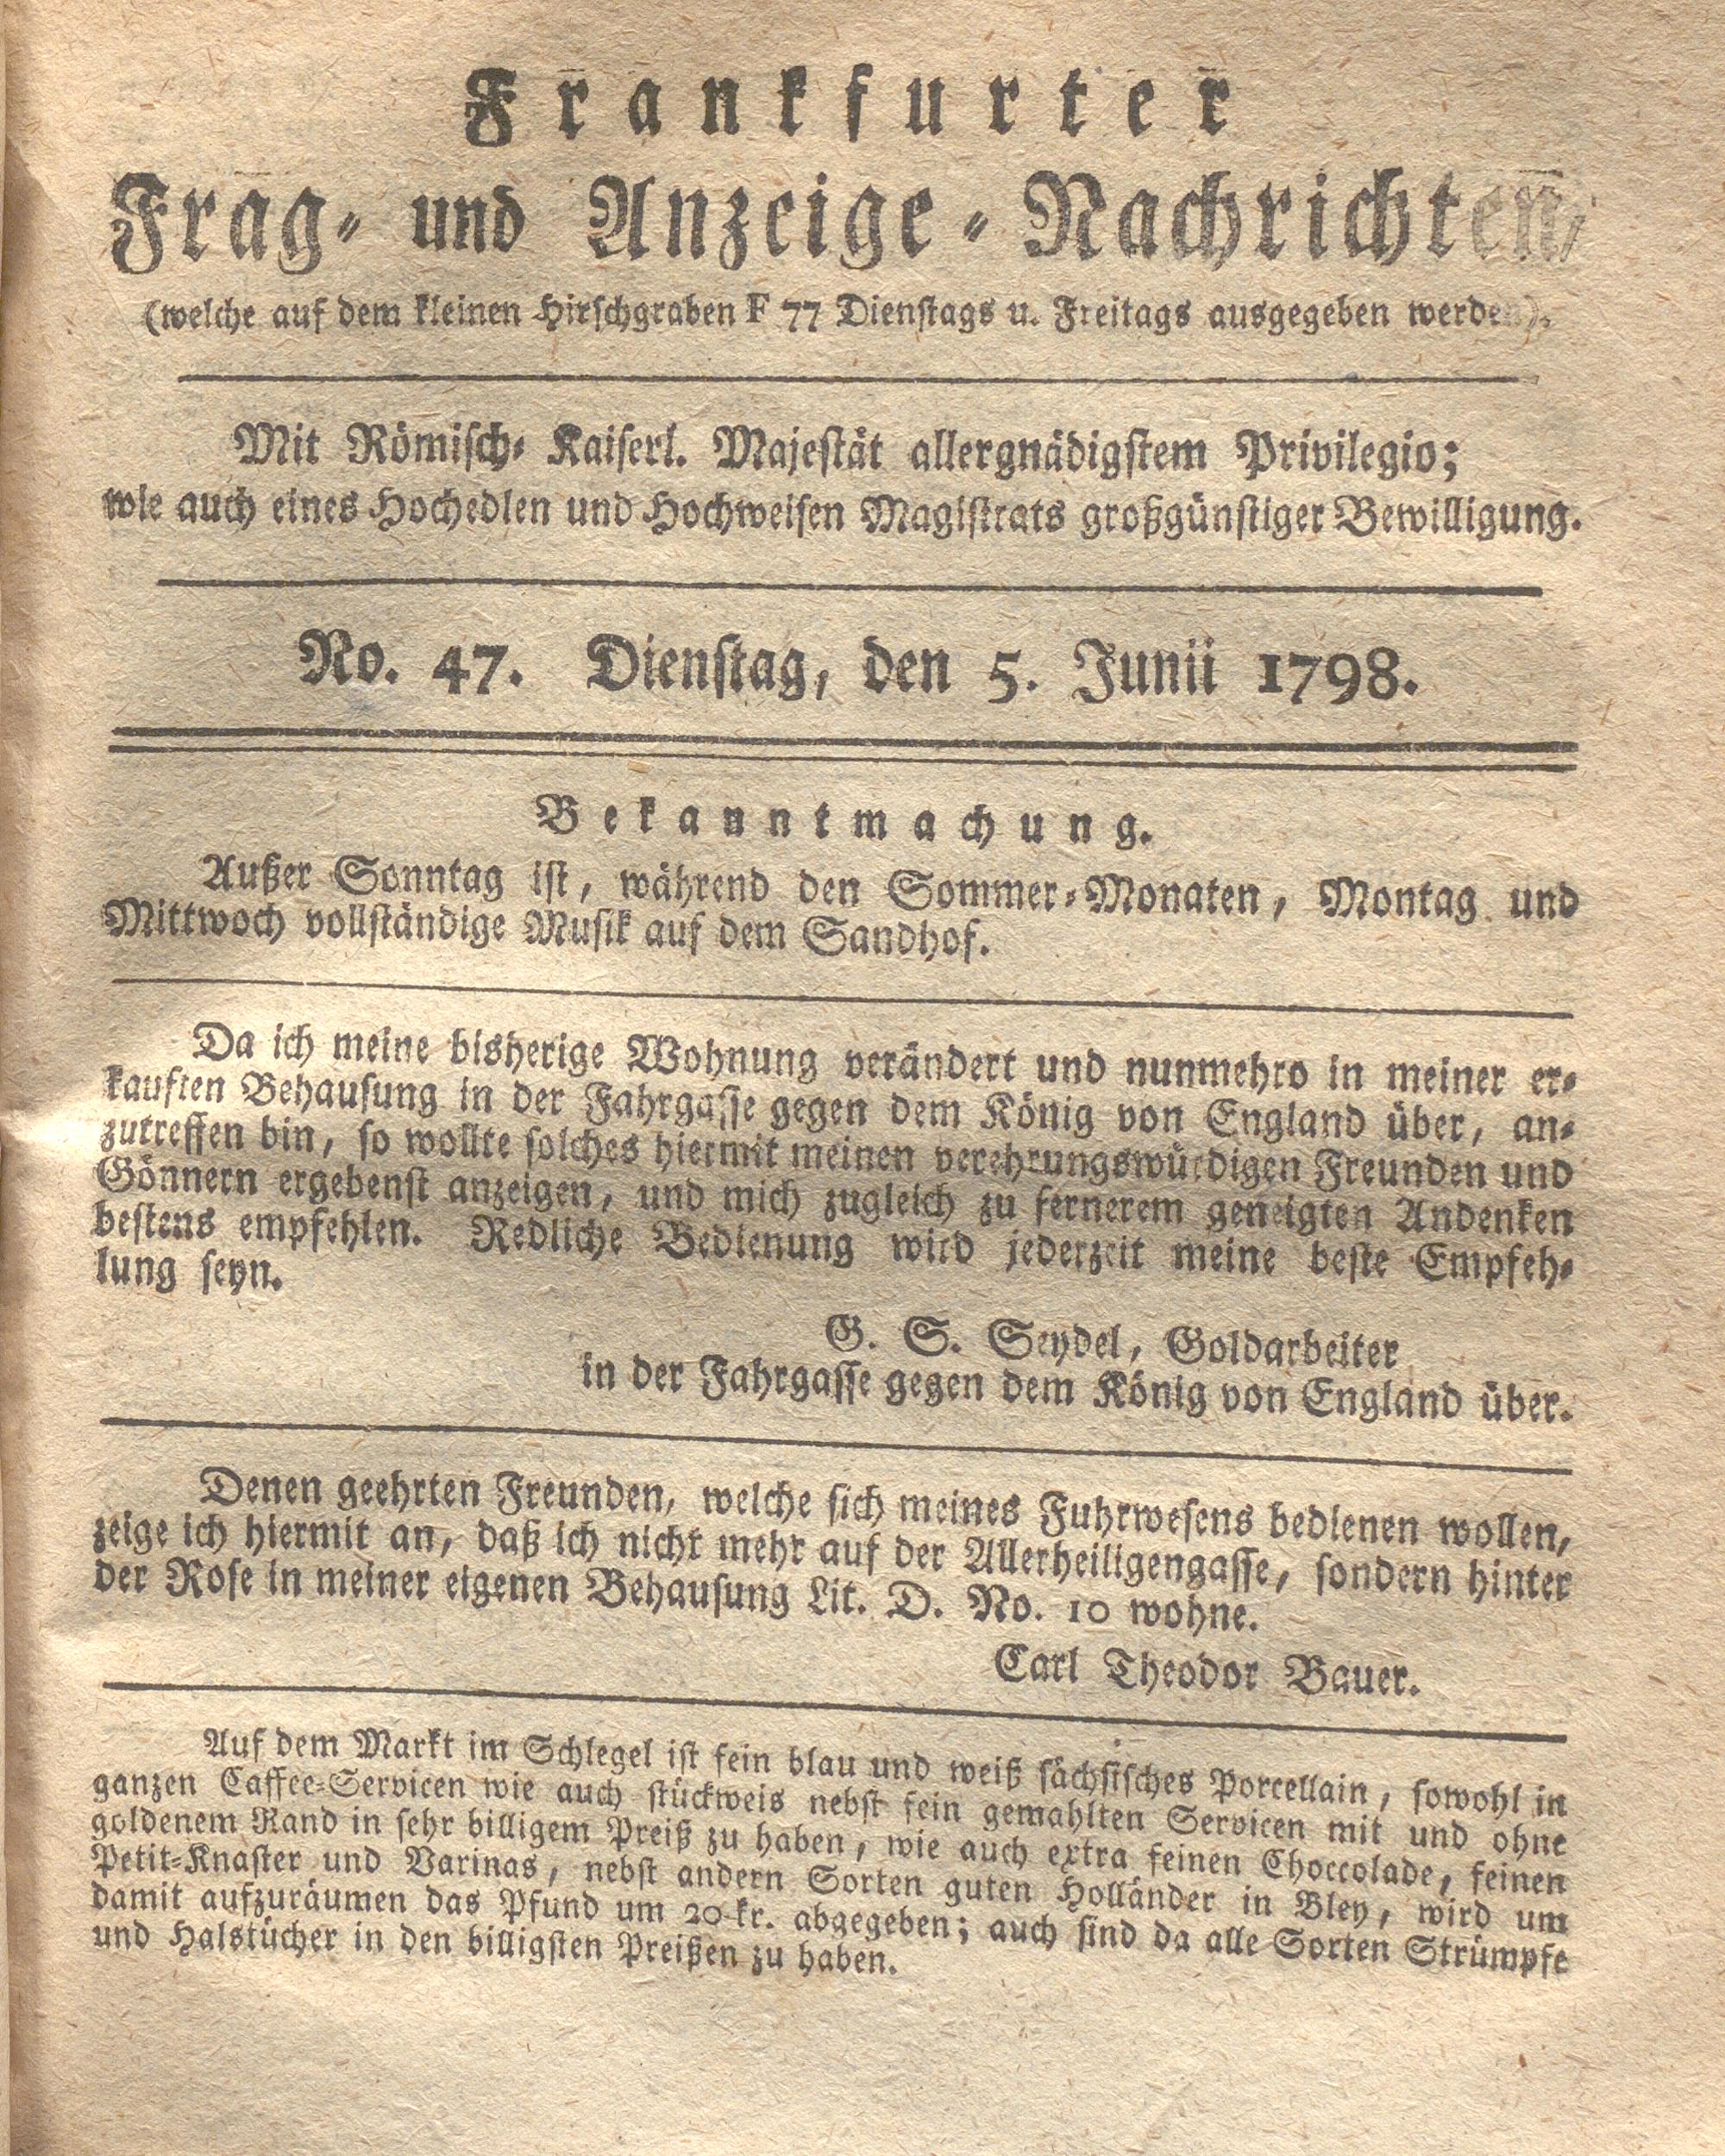 Frankfurter
Frag- und Anzeige-Nachrichten,
(welche auf dem kleinen Hirschgraben F 77 Dienstags u. Freitags ausgegeben werden).
Mit Römisch- Kaiserl. Majestät allergnädigstem Privilegio;
wie auch eines Hochedlen und Hochweisen Magistrats großgünstiger Bewilligung.
No. 47. Dienstag, den 5. Junii 1798.
Bekanntmachung.
Außer Sonntag ist, während den Sommer-Monaten, Montag und
Mittwoch vollständige Musik auf dem Sandhof.
Da ich meine bisherige Wohnung verändert und nunmehro in meiner er-
kauften Behausung in der Fahrgasse gegen dem König von England über, an-
zutreffen bin, so wollte solches hiermit meinen verehrungswürdigen Freunden und
Gönnern ergebenst anzeigen, und mich zugleich zu fernerem geneigten Andenken
bestens empfehlen. Redliche Bedienung wird jederzeit meine beste Empfeh-
lung seyn.
G. S. Seydel, Goldarbeiter
in der Fahrgasse gegen dem König von England über.
Denen geehrten Freunden, welche sich meines Fuhrwesens bedienen wollen,
zeige ich hiermit an, daß ich nicht mehr auf der Allerheiligengasse, sondern hinter
der Rose in meiner eigenen Behausung Lit. D. No. 10 wohne.
Carl Theodor Bauer.
Auf dem Markt im Schlegel ist fein blau und weiß sächsisches Porcellain, sowohl in
ganzen Caffee-Servicen wie auch stückweis nebst fein gemahlten Servicen mit und ohne
goldenem Rand in sehr billigem Preiß zu haben, wie auch extra feinen Choccolade, feinen
Petit-Knaster und Varinas, nebst andern Sorten guten Holländer in Bley, wird um
damit aufzuräumen das Pfund um 20 kr. abgegeben; auch sind da alle Sorten Strümpfe
und Halstücher in den billigsten Preißen zu haben.